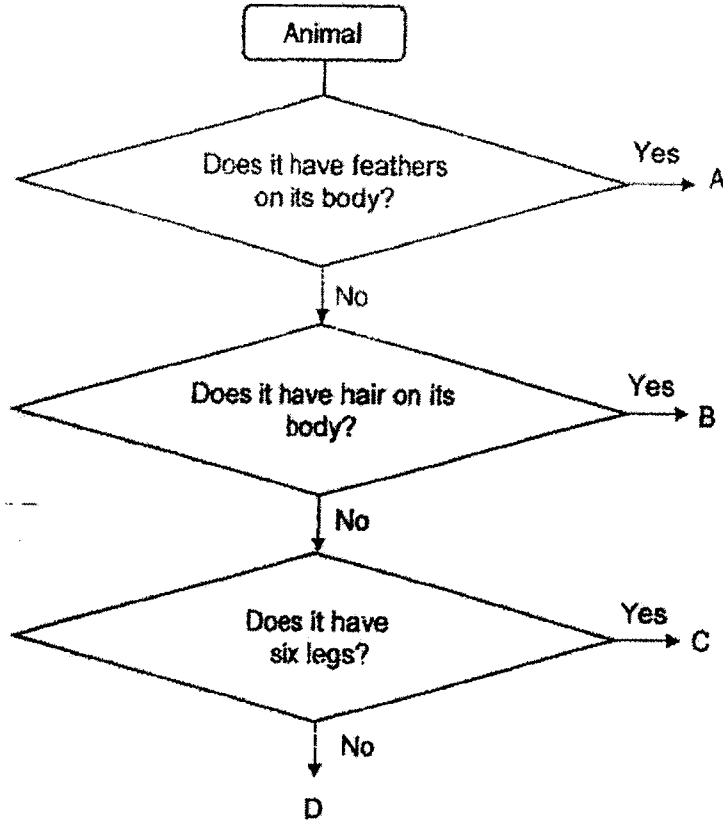 Animal
Does it have feathers
on its body?
Yes
A
No
Does it have hair on its
body?
Yes
B
No
Does it have
six legs?
Yes
C
No
D